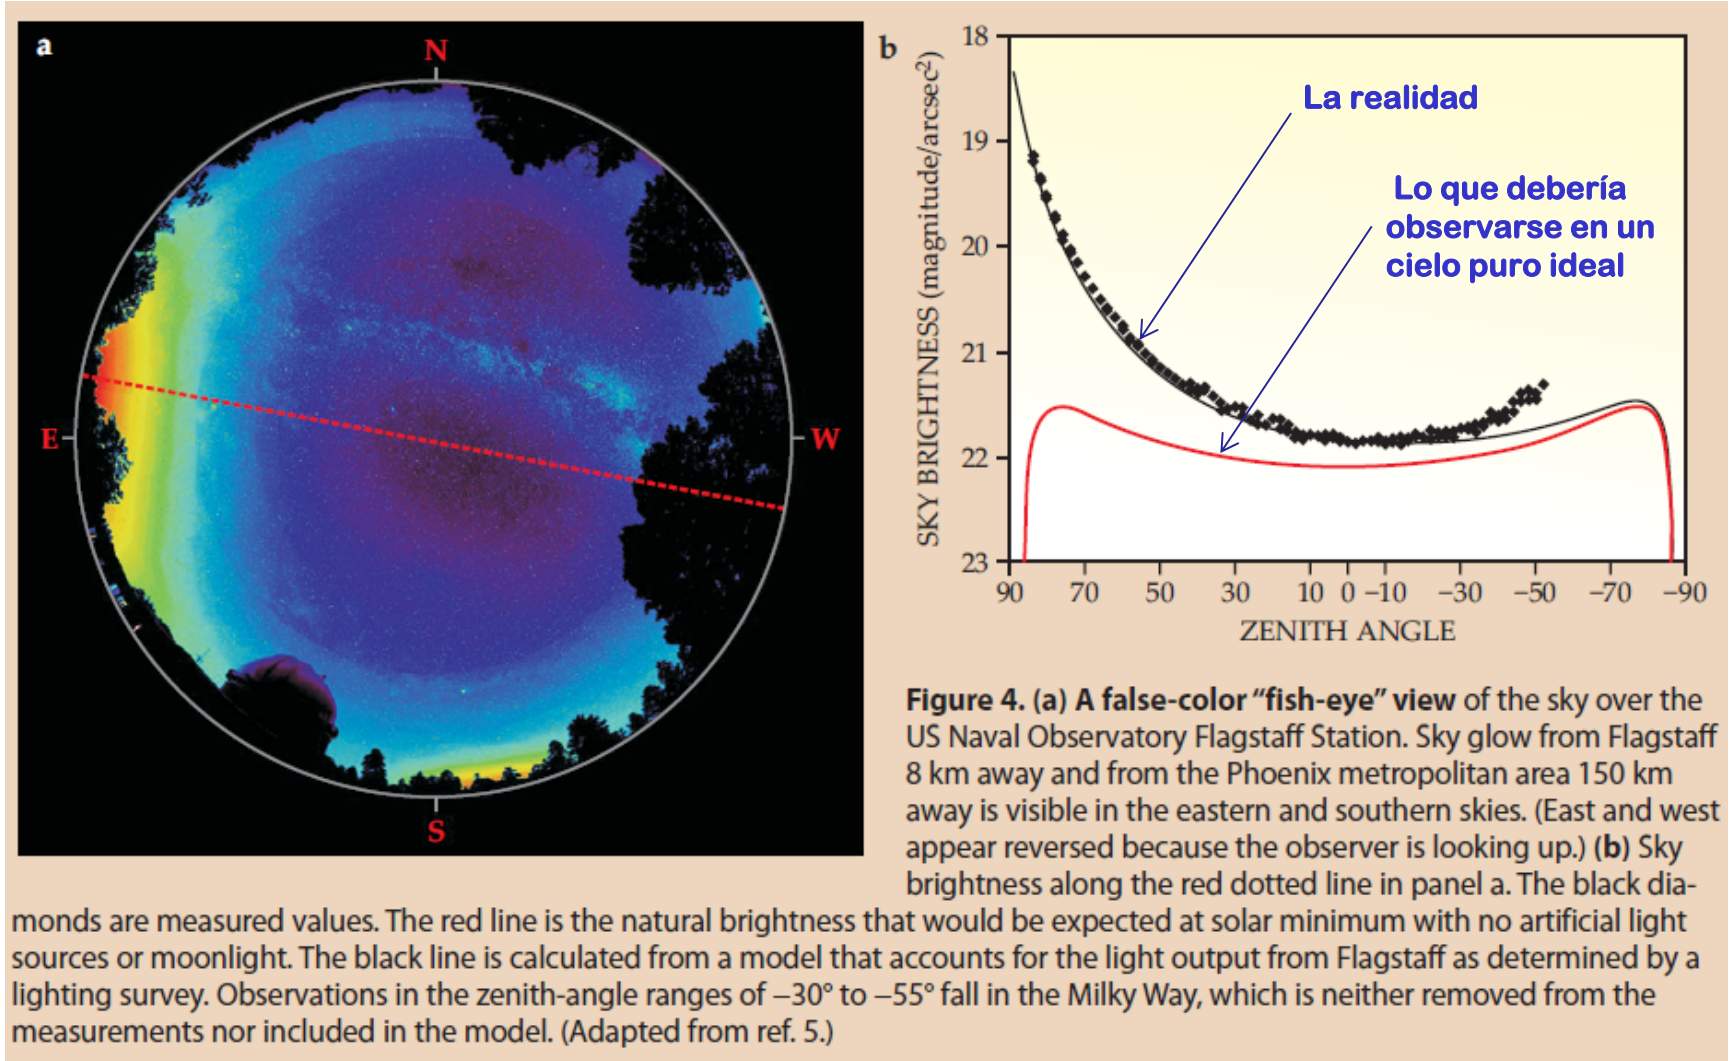 a
N
E
W
S
b
18
19
20
21
22
23
SKY BRIGHTNESS (magnitude/arcsec²)
La realidad
Lo que debería
observarse en un
cielo puro ideal
90 70 50 30 10 0 –10 –30 –50 –70 –90
ZENITH ANGLE
Figure 4. (a) A false-color “fish-eye” view of the sky over the
US Naval Observatory Flagstaff Station. Sky glow from Flagstaff
8 km away and from the Phoenix metropolitan area 150 km
away is visible in the eastern and southern skies. (East and west
appear reversed because the observer is looking up.) (b) Sky
brightness along the red dotted line in panel a. The black dia-
monds are measured values. The red line is the natural brightness that would be expected at solar minimum with no artificial light
sources or moonlight. The black line is calculated from a model that accounts for the light output from Flagstaff as determined by a
lighting survey. Observations in the zenith-angle ranges of –30° to –55° fall in the Milky Way, which is neither removed from the
measurements nor included in the model. (Adapted from ref. 5.)